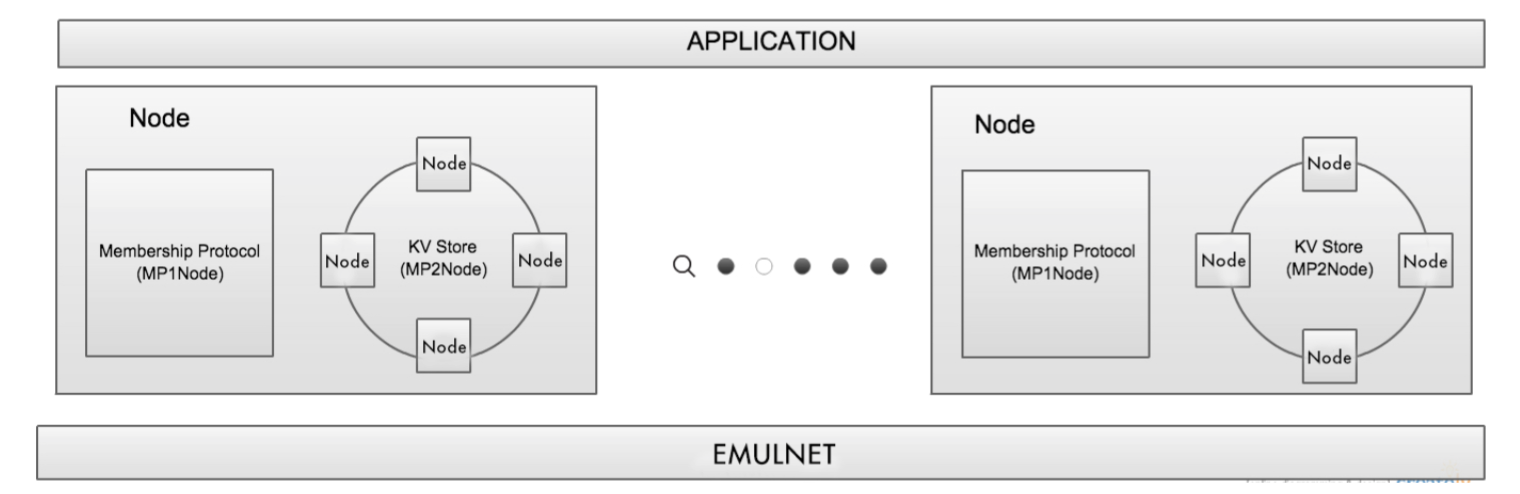 APPLICATION
Node
Node
Membership Protocol
(MP1Node)
KV Store
(MP2Node)
Node
Node
Node
Node
Node
Membership Protocol
(MP1Node)
KV Store
(MP2Node)
Node
Node
Node
Node
EMULNET